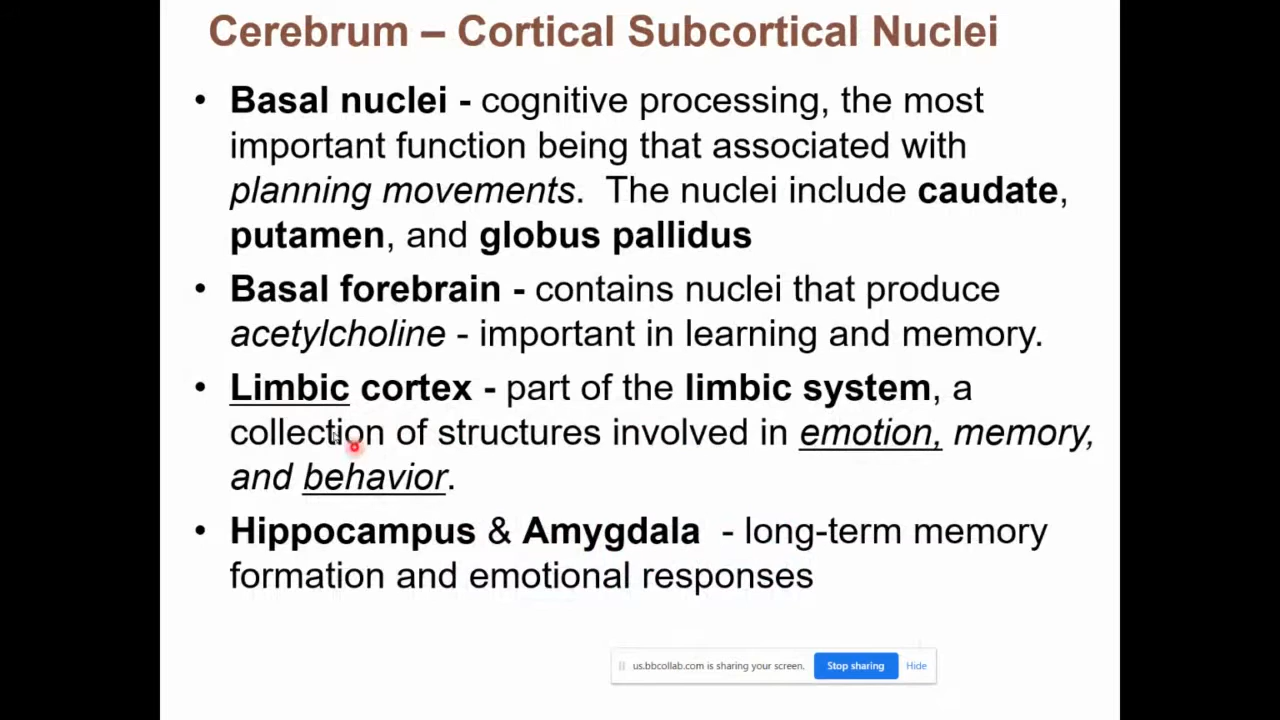 Cerebrum – Cortical Subcortical Nuclei
• Basal nuclei - cognitive processing, the most
important function being that associated with
planning movements.  The nuclei include caudate,
putamen, and globus pallidus
• Basal forebrain - contains nuclei that produce
acetylcholine - important in learning and memory.
• Limbic cortex - part of the limbic system, a
collection of structures involved in emotion, memory,
and behavior.
• Hippocampus & Amygdala  - long-term memory
formation and emotional responses
us.bbcollab.com is sharing your screen. Stop sharing Hide